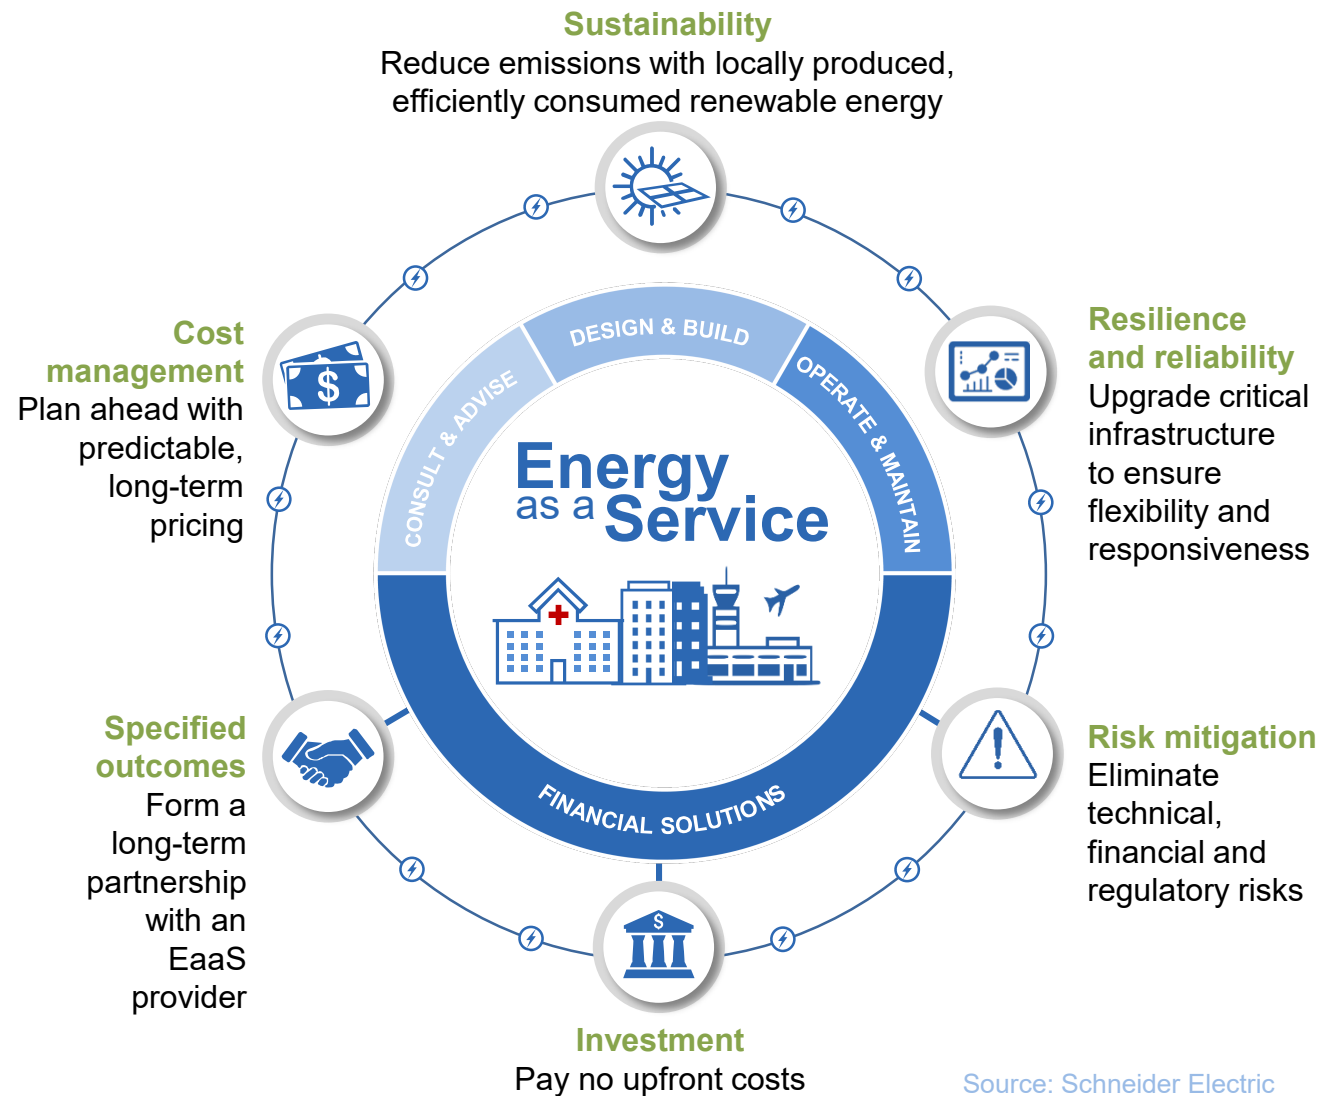 Sustainability
Reduce emissions with locally produced,
efficiently consumed renewable energy
Cost
management
Plan ahead with
predictable,
long-term
pricing
Resilience
and reliability
Upgrade critical
infrastructure
to ensure
flexibility and
responsiveness
CONSULT & ADVISE
DESIGN & BUILD
OPERATE & MAINTAIN
$
Energy
as a Service
FINANCIAL SOLUTIONS
Specified
outcomes
Form a
long-term
partnership
with an
EaaS
provider
Risk mitigation
Eliminate
technical,
financial and
regulatory risks
$
Investment
Pay no upfront costs
Source: Schneider Electric